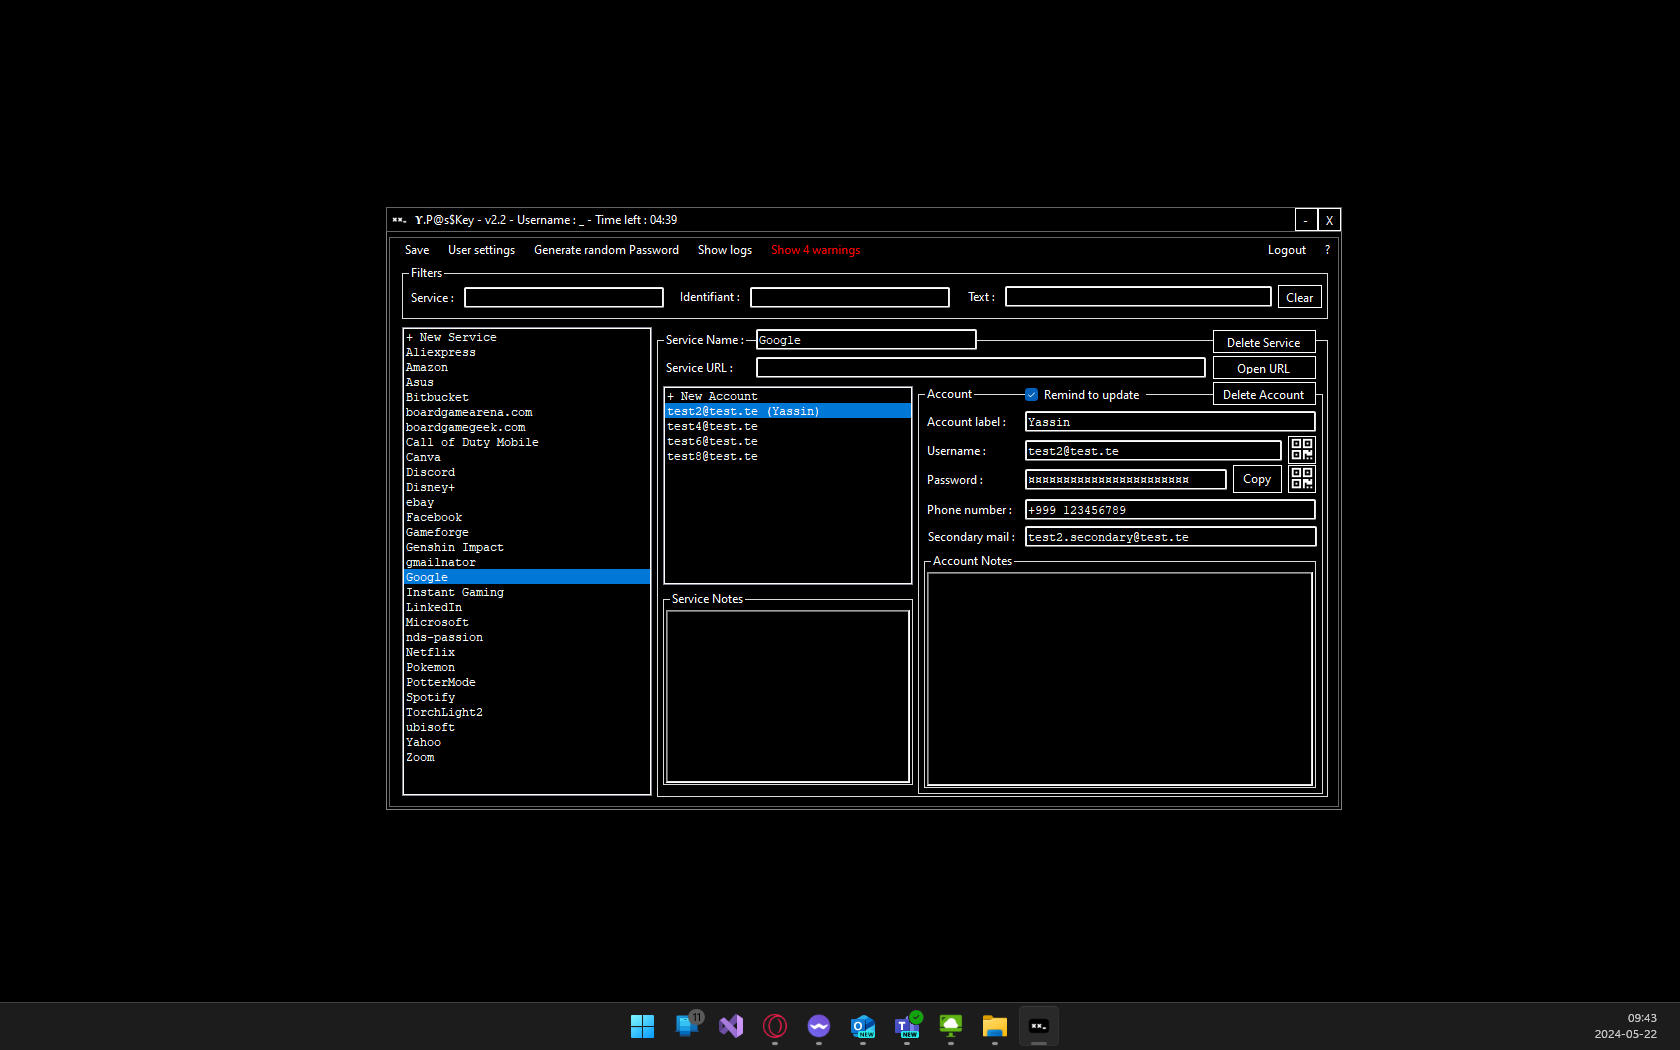 Y.P@s$Key - v2.2 - Username : _ - Time left : 04:39
- X
Save User settings Generate random Password Show logs Show 4 warnings Logout ?
Filters
Service : Identifiant : Text : Clear
+ New Service
Aliexpress
Amazon
Asus
Bitbucket
boardgamearena.com
boardgamegeek.com
Call of Duty Mobile
Canva
Discord
Disney+
ebay
Facebook
Gameforge
Genshin Impact
gmailnator
Google
Instant Gaming
LinkedIn
Microsoft
nds-passion
Netflix
Pokemon
PotterMode
Spotify
TorchLight2
ubisoft
Yahoo
Zoom
Service Name : Google Delete Service
Service URL : Open URL
+ New Account
test2@test.te (Yassin)
test4@test.te
test6@test.te
test8@test.te
Service Notes
Account Remind to update Delete Account
Account label : Yassin
Username : test2@test.te
Password : ¤¤¤¤¤¤¤¤¤¤¤¤¤¤¤¤¤¤¤¤¤¤¤ Copy
Phone number : +999 123456789
Secondary mail : test2.secondary@test.te
Account Notes
11
O NEW
T NEW
09:43
2024-05-22